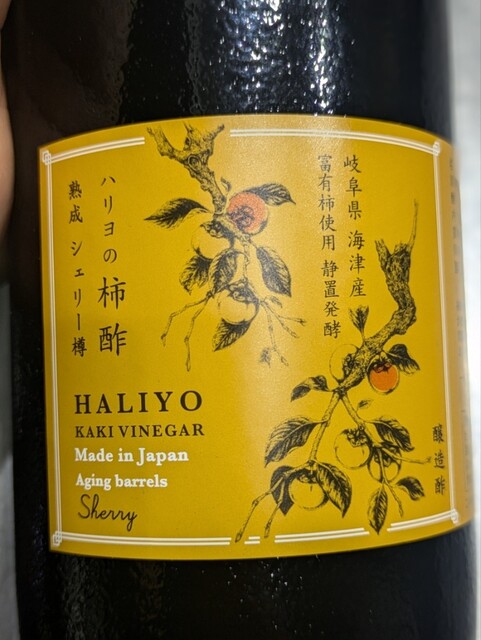 岐阜県 海津産
富有柿使用 静置発酵
ハリヨの柿酢
熟成 シェリー樽
HALIYO
KAKI VINEGAR
Made in Japan
Aging barrels
Sherry
醸造酢